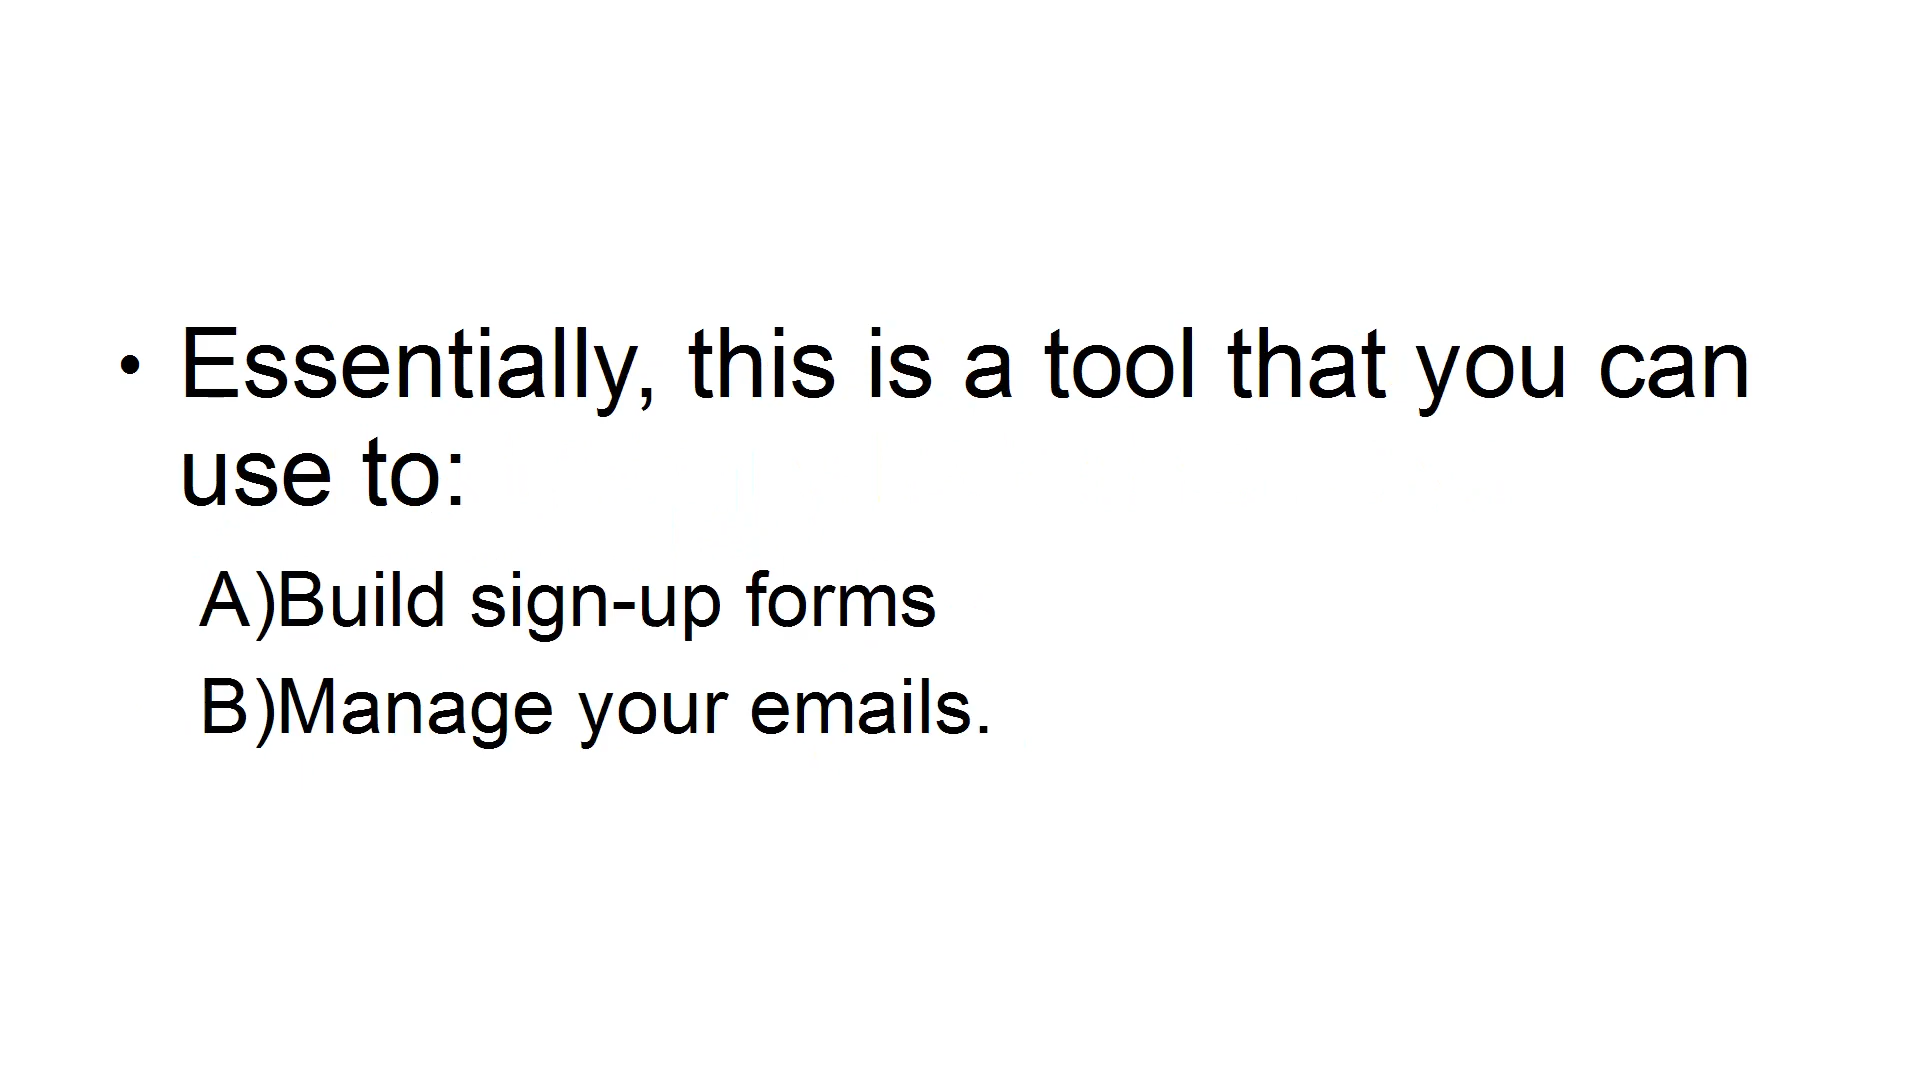 • Essentially, this is a tool that you can
use to:
A)Build sign-up forms
B)Manage your emails.